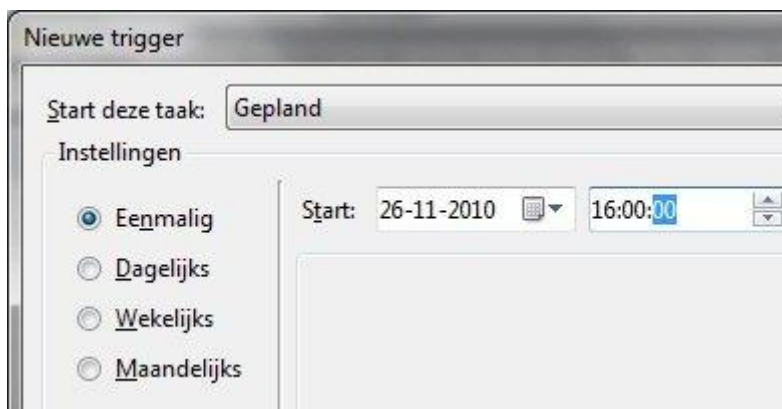 Nieuwe trigger
Start deze taak: Gepland
Instellingen
Eenmalig
Start: 26-11-2010 16:00:00
Dagelijks
Wekelijks
Maandelijks